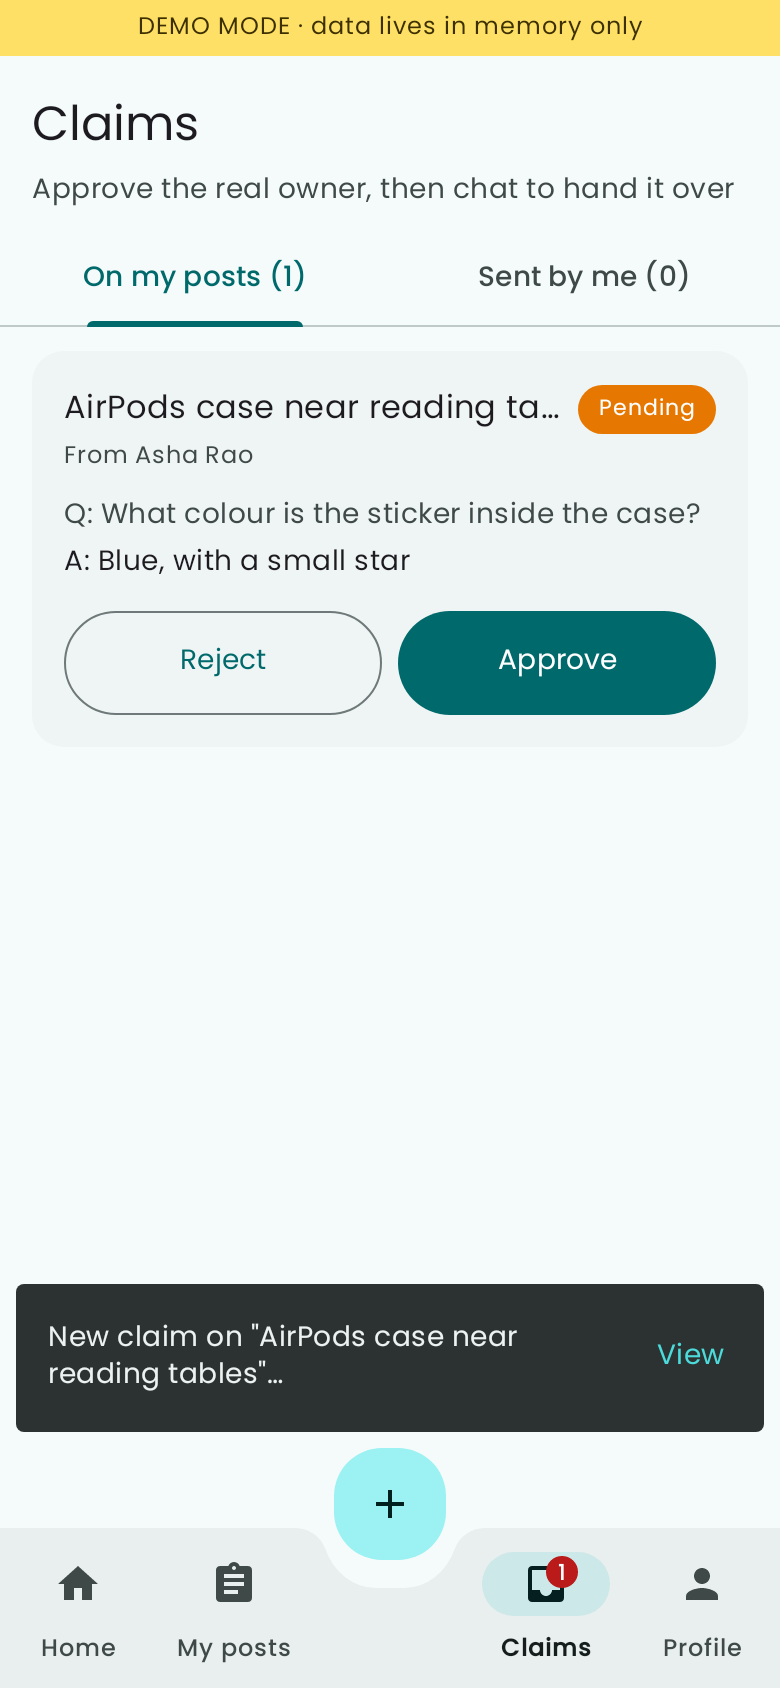 DEMO MODE · data lives in memory only
Claims
Approve the real owner, then chat to hand it over
On my posts (1)
Sent by me (0)
AirPods case near reading ta...
Pending
From Asha Rao
Q: What colour is the sticker inside the case?
A: Blue, with a small star
Reject
Approve
New claim on "AirPods case near
reading tables"...
View
1
Home
My posts
Claims
Profile